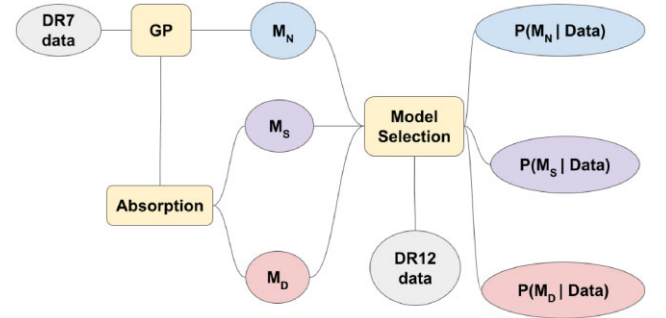 DR7
data
GP
M_N
P(M_N | Data)
M_S
Model
Selection
P(M_S | Data)
Absorption
DR12
data
M_D
P(M_D | Data)